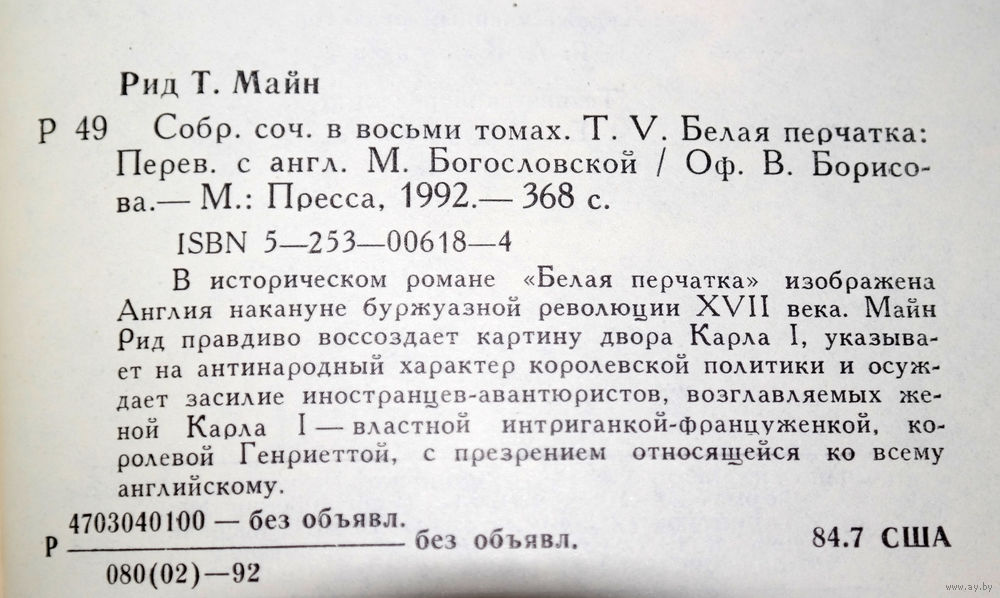 Рид Т. Майн
Р 49 Собр. соч. в восьми томах. Т. V. Белая перчатка:
Перев. с англ. М. Богословской / Оф. В. Борисо-
ва.— М.: Пресса, 1992.— 368 с.
ISBN 5—253—00618—4
В историческом романе «Белая перчатка» изображена
Англия накануне буржуазной революции XVII века. Майн
Рид правдиво воссоздает картину двора Карла I, указыва-
ет на антинародный характер королевской политики и осуж-
дает засилие иностранцев-авантюристов, возглавляемых же-
ной Карла I — властной интриганкой-француженкой, ко-
ролевой Генриеттой, с презрением относящейся ко всему
английскому.
4703040100 — без объявл.
Р без объявл.
080(02)—92
84.7 США
www.ay.by